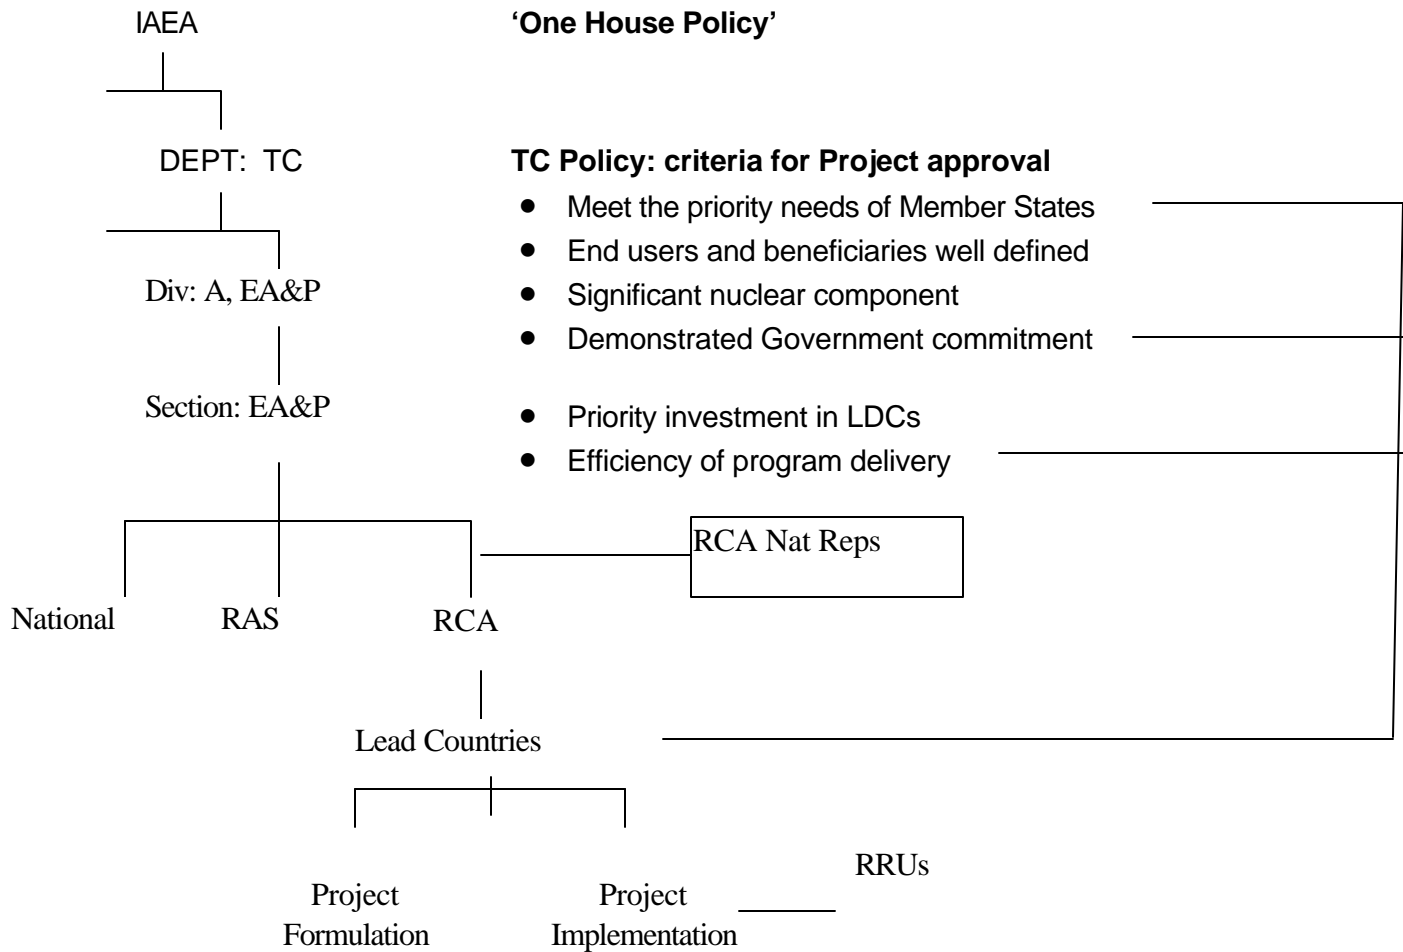 IAEA
‘One House Policy’
DEPT: TC
TC Policy: criteria for Project approval
● Meet the priority needs of Member States
● End users and beneficiaries well defined
Div: A, EA&P
● Significant nuclear component
● Demonstrated Government commitment
Section: EA&P
● Priority investment in LDCs
● Efficiency of program delivery
RCA Nat Reps
National
RAS
RCA
Lead Countries
RRUs
Project
Formulation
Project
Implementation